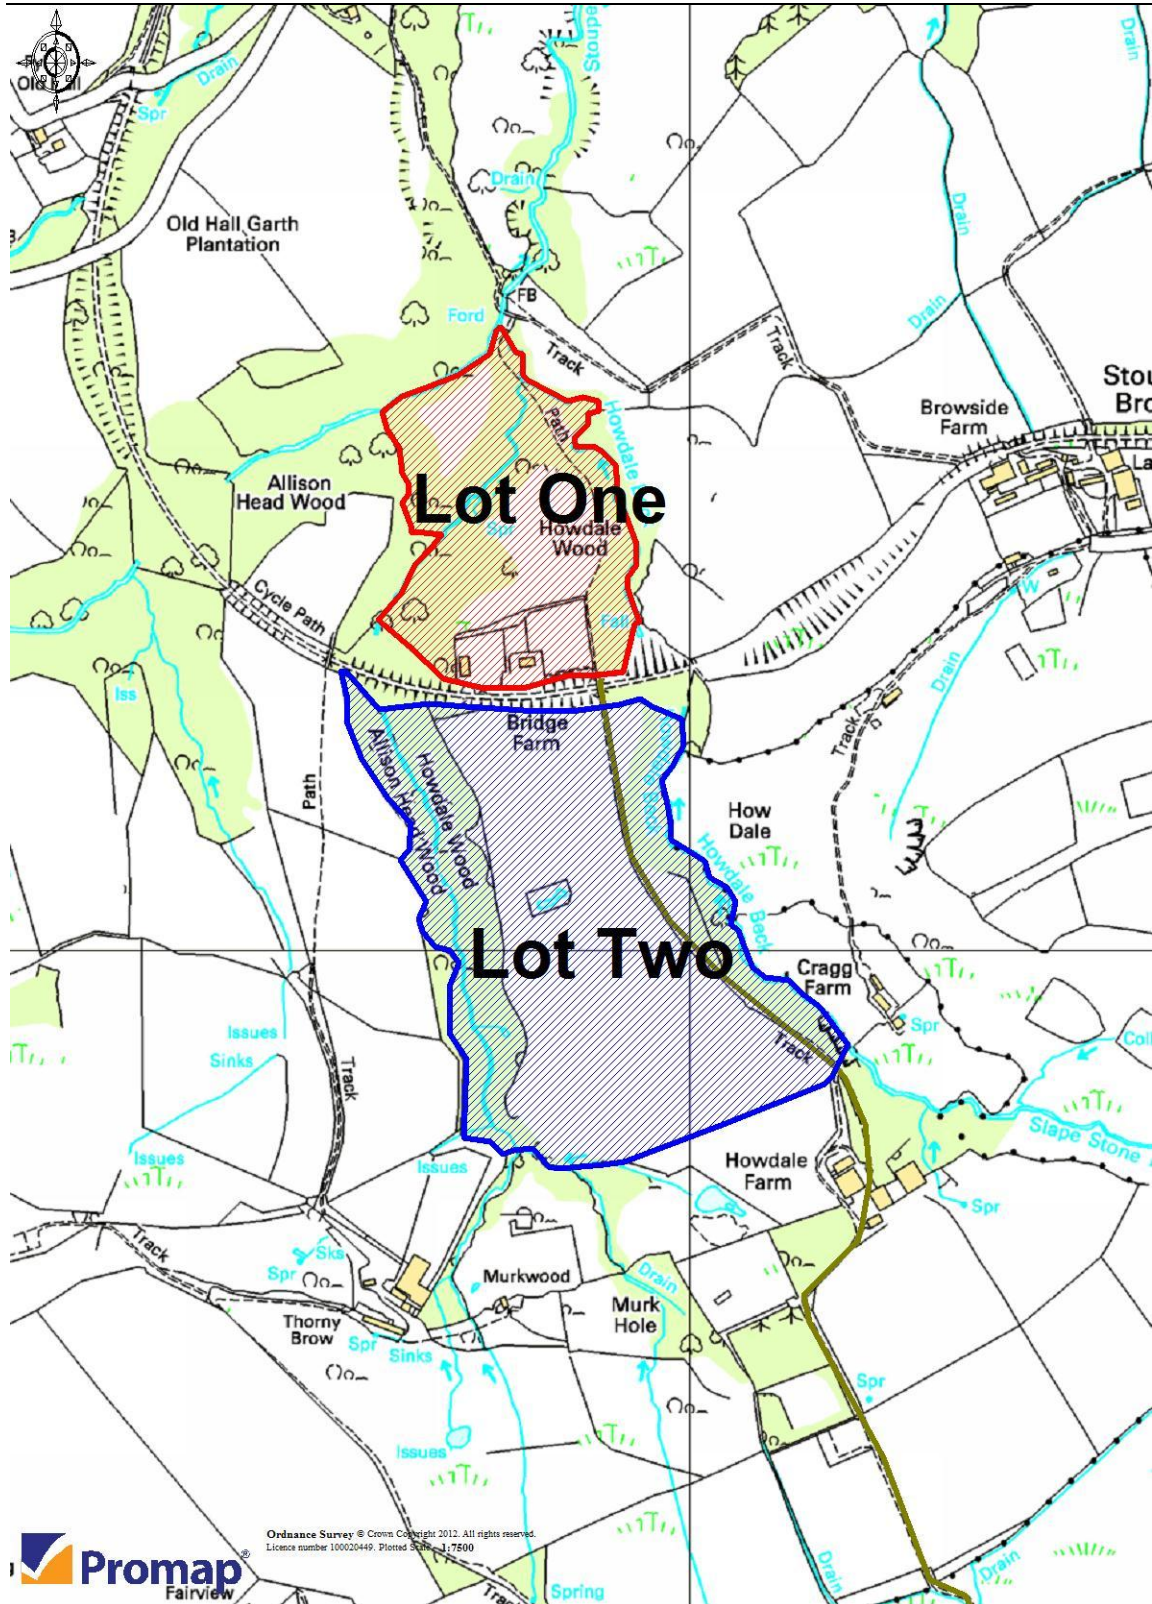 Old Hall
Drain
Spr
Drain
Drain
Drain
Old Hall Garth
Plantation
Ford
FB
Track
Track
Drain
Browside
Farm
Path
Allison
Head Wood
Lot One
Spr
Howdale
Wood
W
Cycle Path
Fall
Drain
Iss
Bridge
Farm
Track
Path
Allison Head Wood
Howdale Wood
Howdale Beck
How
Dale
Howdale Beck
Lot Two
Cragg
Farm
Spr
Issues
Sinks
Track
Track
Coll
Slape Stone
Issues
Issues
Howdale
Farm
Spr
Track
Sks
Spr
Murkwood
Drain
Murk
Hole
Thorny
Brow
Spr
Sinks
Spr
Issues
Ordnance Survey © Crown Copyright 2012. All rights reserved.
Licence number 100020449. Plotted Scale - 1:7500
Promap®
Fairview
Track
Spring
Drain
Drain